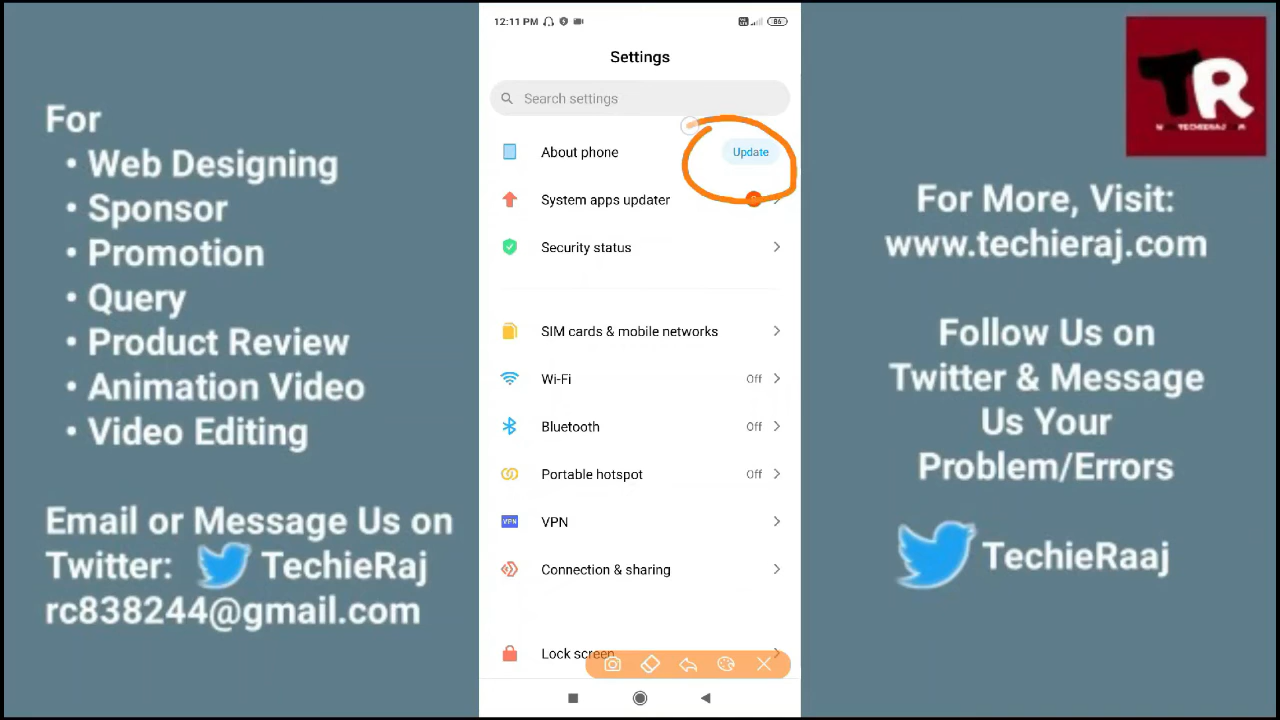 For
• Web Designing
• Sponsor
• Promotion
• Query
• Product Review
• Animation Video
• Video Editing
Email or Message Us on
Twitter: TechieRaj
rc838244@gmail.com
12:11 PM
86
Settings
Search settings
About phone Update
System apps updater
Security status
SIM cards & mobile networks
Wi-Fi Off
Bluetooth Off
Portable hotspot Off
VPN VPN
Connection & sharing
Lock screen
TR
For More, Visit:
www.techieraj.com
Follow Us on
Twitter & Message
Us Your
Problem/Errors
TechieRaaj